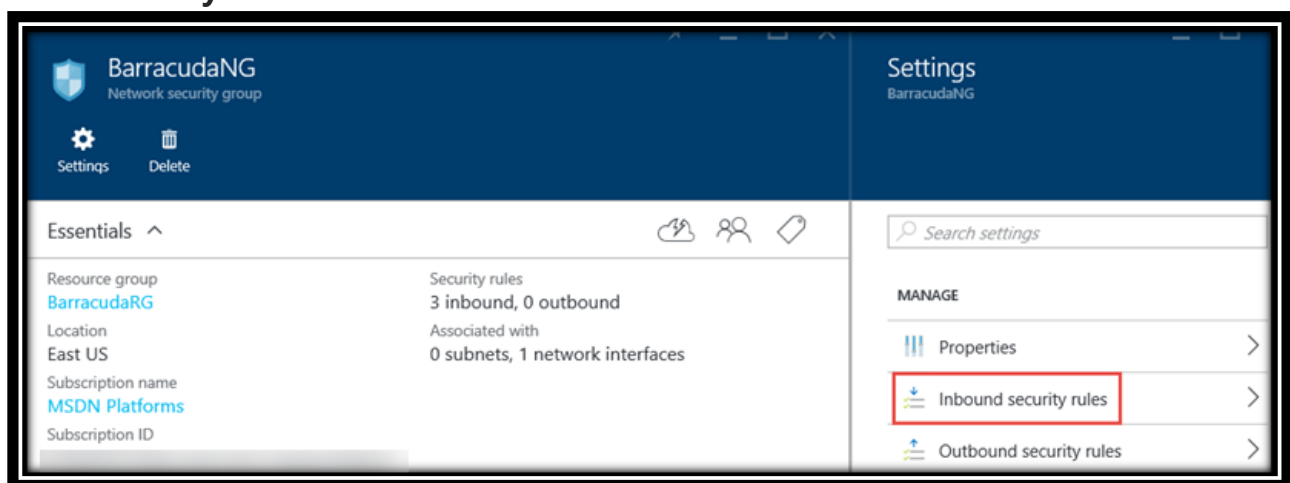 BarracudaNG
Network security group
Settings
Delete
Essentials
Resource group
BarracudaRG
Location
East US
Subscription name
MSDN Platforms
Subscription ID
Security rules
3 inbound, 0 outbound
Associated with
0 subnets, 1 network interfaces
Settings
BarracudaNG
Search settings
MANAGE
Properties
Inbound security rules
Outbound security rules